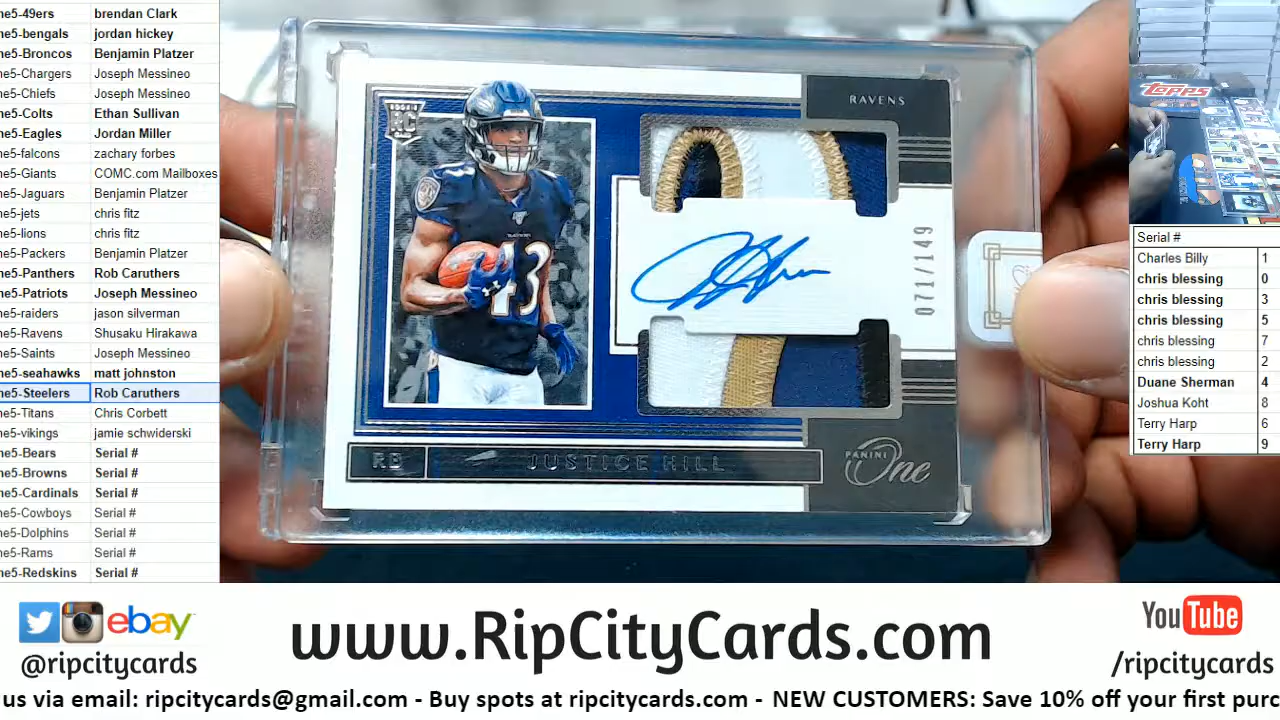 ne5-49ers brendan Clark
ne5-bengals jordan hickey
ne5-Broncos Benjamin Platzer
ne5-Chargers Joseph Messineo
ne5-Chiefs Joseph Messineo
ne5-Colts Ethan Sullivan
ne5-Eagles Jordan Miller
ne5-falcons zachary forbes
ne5-Giants COMC.com Mailboxes
ne5-Jaguars Benjamin Platzer
ne5-jets chris fitz
ne5-lions chris fitz
ne5-Packers Benjamin Platzer
ne5-Panthers Rob Caruthers
ne5-Patriots Joseph Messineo
ne5-raiders jason silverman
ne5-Ravens Shusaku Hirakawa
ne5-Saints Joseph Messineo
ne5-seahawks matt johnston
ne5-Steelers Rob Caruthers
ne5-Titans Chris Corbett
ne5-vikings jamie schwiderski
ne5-Bears Serial #
ne5-Browns Serial #
ne5-Cardinals Serial #
ne5-Cowboys Serial #
ne5-Dolphins Serial #
ne5-Rams Serial #
ne5-Redskins Serial #
RC
RAVENS
43
071/149
RB JUSTICE HILL
PANINI
One
Topps
Serial #
Charles Billy 1
chris blessing 0
chris blessing 3
chris blessing 5
chris blessing 7
chris blessing 2
Duane Sherman 4
Joshua Koht 8
Terry Harp 6
Terry Harp 9
ebay
@ripcitycards
www.RipCityCards.com
YouTube
/ripcitycards
us via email: ripcitycards@gmail.com - Buy spots at ripcitycards.com - NEW CUSTOMERS: Save 10% off your first purc